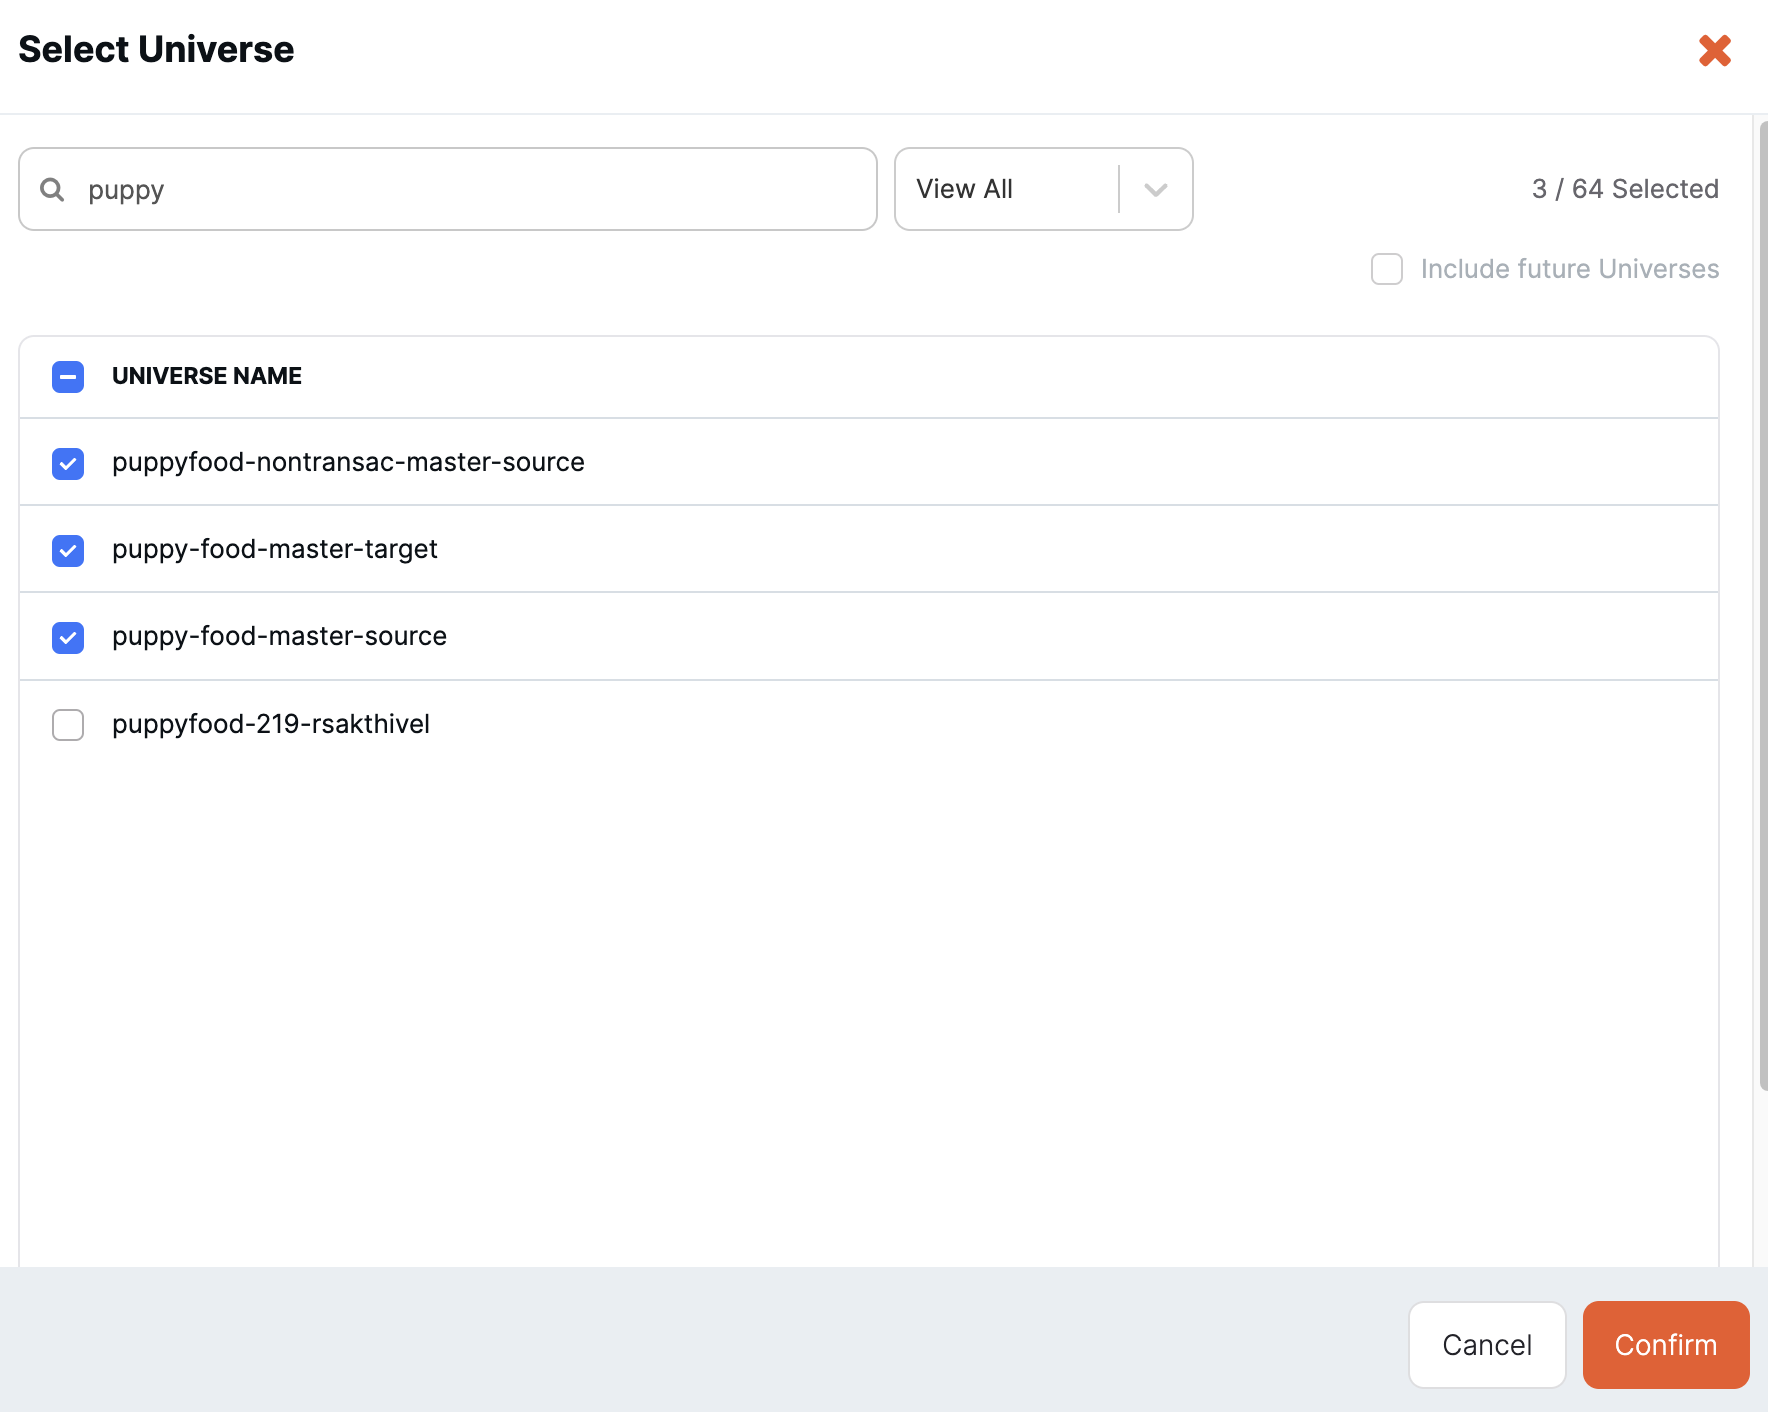 Select Universe
puppy
View All
3 / 64 Selected
Include future Universes
UNIVERSE NAME
puppyfood-nontransac-master-source
puppy-food-master-target
puppy-food-master-source
puppyfood-219-rsakthivel
Cancel
Confirm